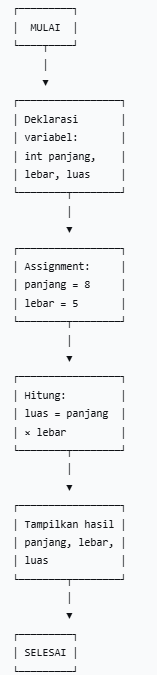 MULAI
Deklarasi
variabel:
int panjang,
lebar, luas
Assignment:
panjang = 8
lebar = 5
Hitung:
luas = panjang
× lebar
Tampilkan hasil
panjang, lebar,
luas
SELESAI